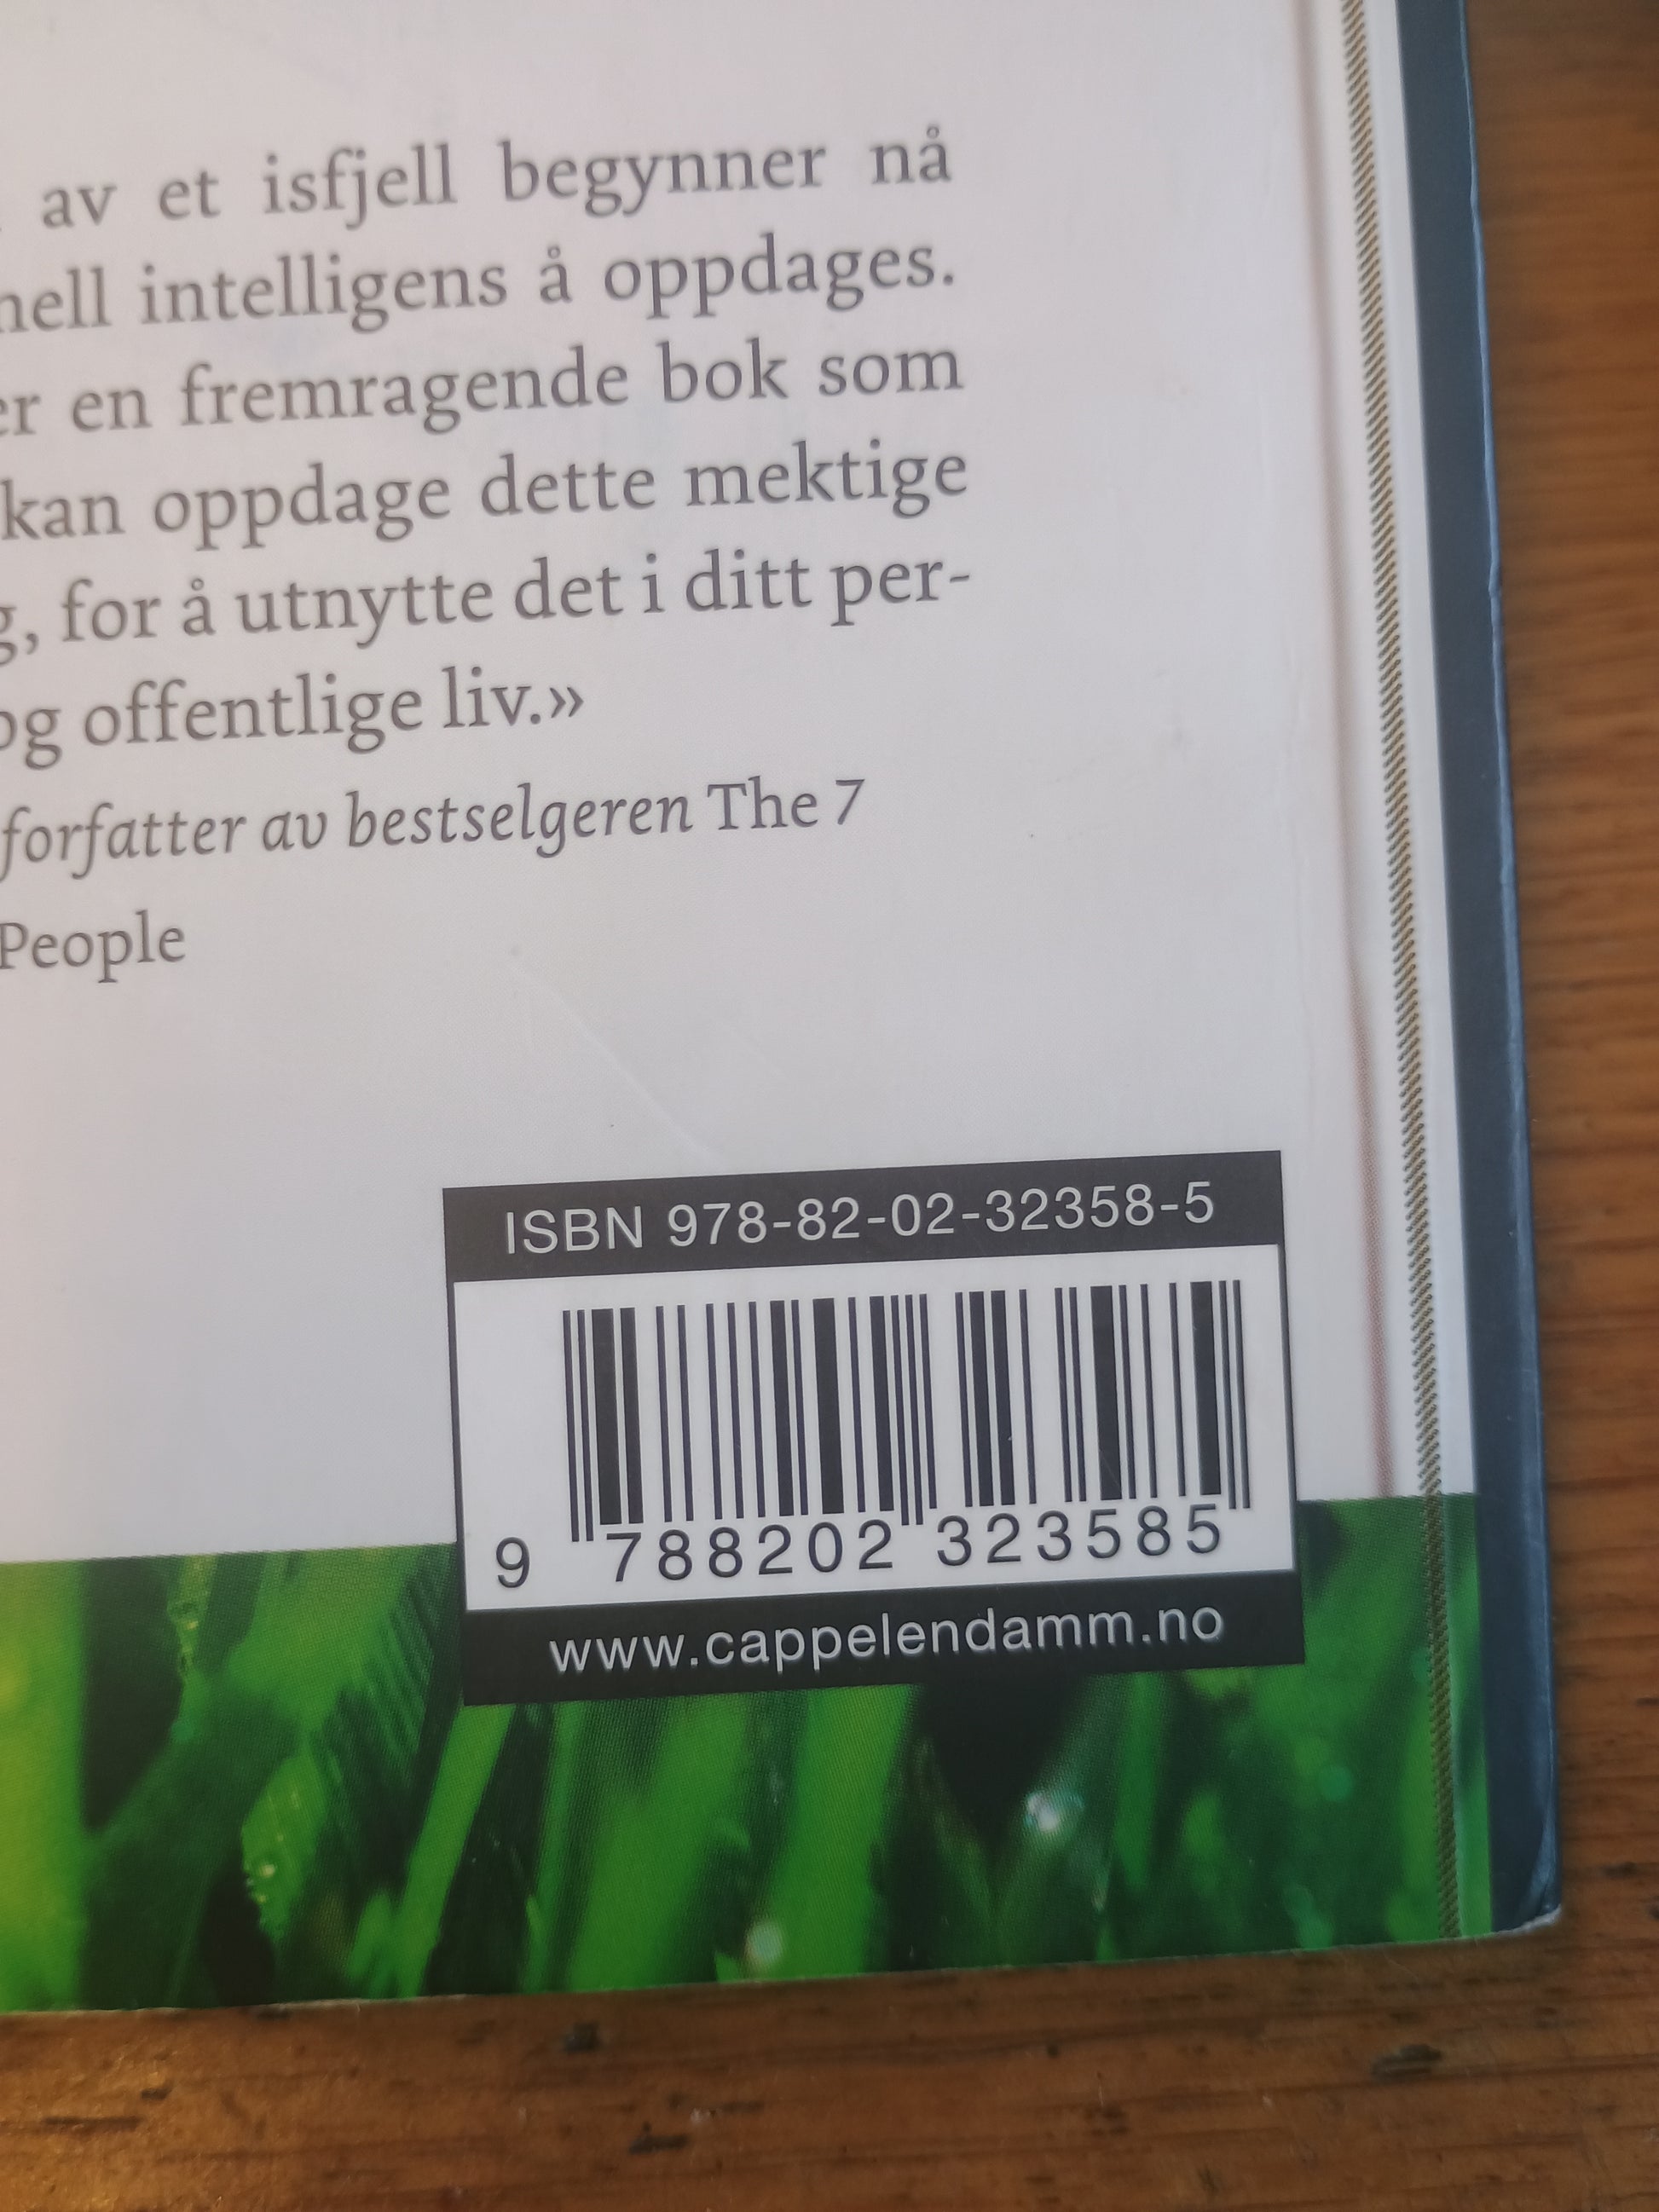 av et isfjell begynner nå
intelligens å oppdages.
en fremragende bok som
kan oppdage dette mektige
for å utnytte det i ditt per-
og offentlige liv.»
forfatter av bestselgeren The 7
People
ISBN 978-82-02-32358-5
9 788202 323585
www.cappelendamm.no